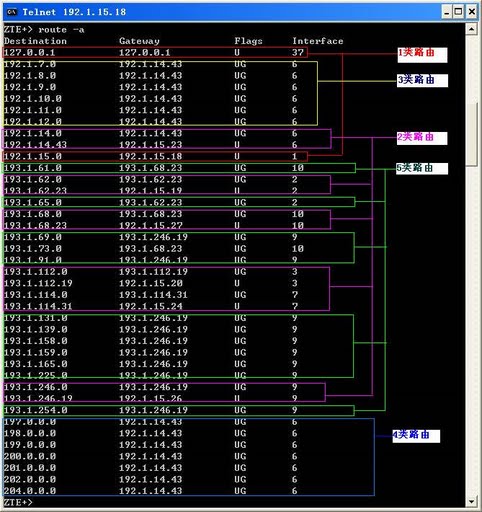 Telnet 192.1.15.18
ZTE+> route -a
Destination Gateway Flags Interface
127.0.0.1 127.0.0.1 U 37 1类路由
192.1.7.0 192.1.14.43 UG 6
192.1.8.0 192.1.14.43 UG 6 3类路由
192.1.9.0 192.1.14.43 UG 6
192.1.10.0 192.1.14.43 UG 6
192.1.11.0 192.1.14.43 UG 6
192.1.12.0 192.1.14.43 UG 6
192.1.14.0 192.1.14.43 UG 6 2类路由
192.1.14.43 192.1.15.23 U 6
192.1.15.0 192.1.15.18 U 1
193.1.61.0 193.1.68.23 UG 10 5类路由
193.1.62.0 193.1.62.23 UG 2
193.1.62.23 192.1.15.19 U 2
193.1.65.0 193.1.62.23 UG 2
193.1.68.0 193.1.68.23 UG 10
193.1.68.23 192.1.15.27 U 10
193.1.69.0 193.1.246.19 UG 9
193.1.73.0 193.1.68.23 UG 10
193.1.91.0 193.1.246.19 UG 9
193.1.112.0 193.1.112.19 UG 3
193.1.112.19 192.1.15.20 U 3
193.1.114.0 193.1.114.31 UG 7
193.1.114.31 192.1.15.24 U 7
193.1.131.0 193.1.246.19 UG 9
193.1.139.0 193.1.246.19 UG 9
193.1.158.0 193.1.246.19 UG 9
193.1.159.0 193.1.246.19 UG 9
193.1.165.0 193.1.246.19 UG 9
193.1.225.0 193.1.246.19 UG 9
193.1.246.0 193.1.246.19 UG 9
193.1.246.19 192.1.15.26 U 9
193.1.254.0 193.1.246.19 UG 9
197.0.0.0 192.1.14.43 UG 6
198.0.0.0 192.1.14.43 UG 6 4类路由
199.0.0.0 192.1.14.43 UG 6
200.0.0.0 192.1.14.43 UG 6
201.0.0.0 192.1.14.43 UG 6
202.0.0.0 192.1.14.43 UG 6
204.0.0.0 192.1.14.43 UG 6
ZTE+>